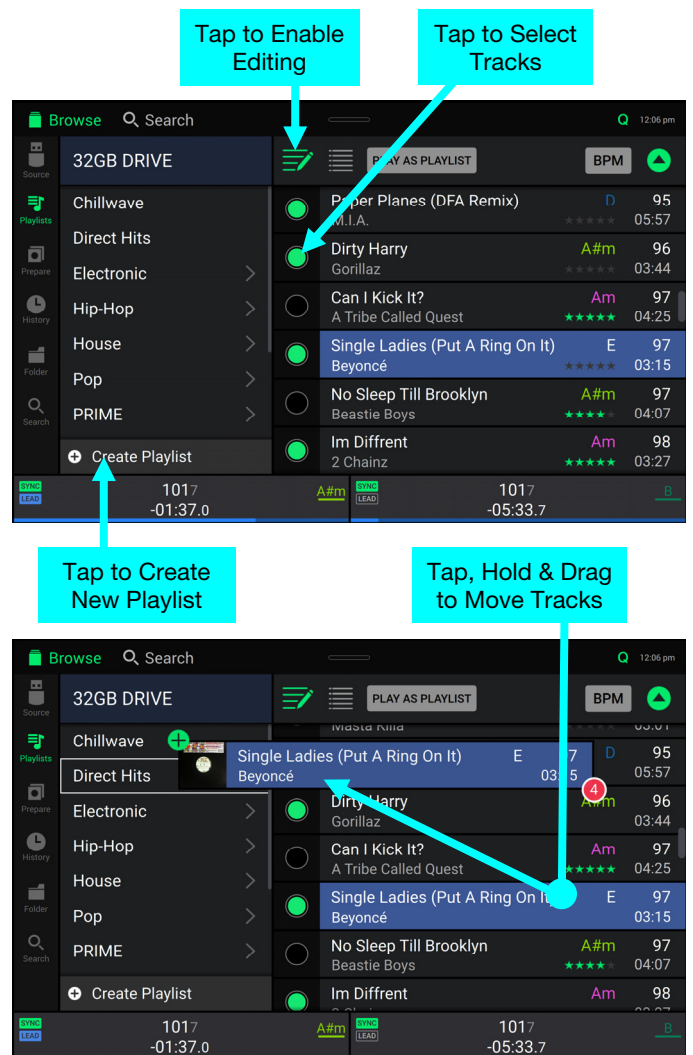 Tap to Enable
Editing
Tap to Select
Tracks
Browse Search Q 12:06 pm
Source
32GB DRIVE PLAY AS PLAYLIST BPM
Playlists
Prepare
History
Folder
Search
Chillwave
Direct Hits
Electronic
Hip-Hop
House
Pop
PRIME
Create Playlist
Paper Planes (DFA Remix) D 95
M.I.A. 05:57
Dirty Harry A#m 96
Gorillaz 03:44
Can I Kick It? Am 97
A Tribe Called Quest ★★★★★ 04:25
Single Ladies (Put A Ring On It) E 97
Beyoncé 03:15
No Sleep Till Brooklyn A#m 97
Beastie Boys ★★★★ 04:07
Im Diffrent Am 98
2 Chainz ★★★★★ 03:27
SYNC 1017 A#m SYNC 1017 B
LEAD -01:37.0 LEAD -05:33.7
Tap to Create
New Playlist
Tap, Hold & Drag
to Move Tracks
Browse Search Q 12:06 pm
Source
32GB DRIVE PLAY AS PLAYLIST BPM
Playlists
Prepare
History
Folder
Search
Chillwave
Direct Hits
Electronic
Hip-Hop
House
Pop
PRIME
Create Playlist
Masta Killa
Single Ladies (Put A Ring On It) E
Beyoncé
4
D 95
05:57
Dirty Harry A#m 96
Gorillaz 03:44
Can I Kick It? Am 97
A Tribe Called Quest ★★★★★ 04:25
Single Ladies (Put A Ring On It) E 97
Beyoncé 03:15
No Sleep Till Brooklyn A#m 97
Beastie Boys ★★★★ 04:07
Im Diffrent Am 98
SYNC 1017 A#m SYNC 1017 B
LEAD -01:37.0 LEAD -05:33.7